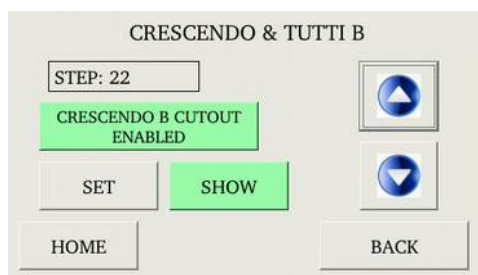 CRESCENDO & TUTTI B
STEP: 22
CRESCENDO B CUTOUT
ENABLED
SET
SHOW
HOME
BACK